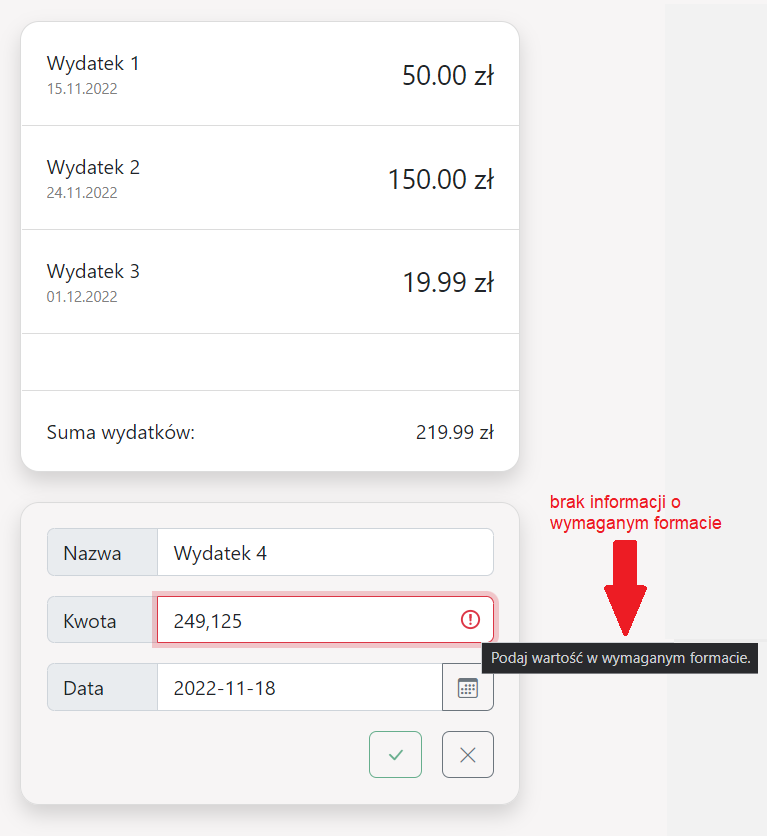 Wydatek 1
50.00 zł
15.11.2022
Wydatek 2
150.00 zł
24.11.2022
Wydatek 3
19.99 zł
01.12.2022
Suma wydatków:
219.99 zł
brak informacji o
wymaganym formacie
Nazwa
Wydatek 4
Kwota
249,125
Podaj wartość w wymaganym formacie.
Data
2022-11-18